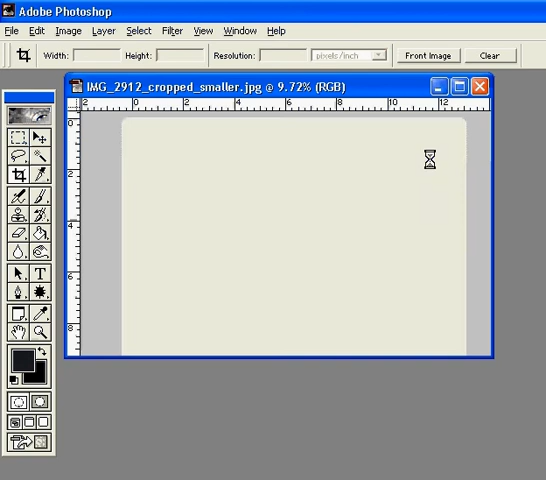 Adobe Photoshop
File Edit Image Layer Select Filter View Window Help
Width: Height: Resolution: pixels/inch Front Image Clear
IMG_2912_cropped_smaller.jpg @ 9.72% (RGB)
2 0 2 4 6 8 10 12
0
2
4
6
8
T